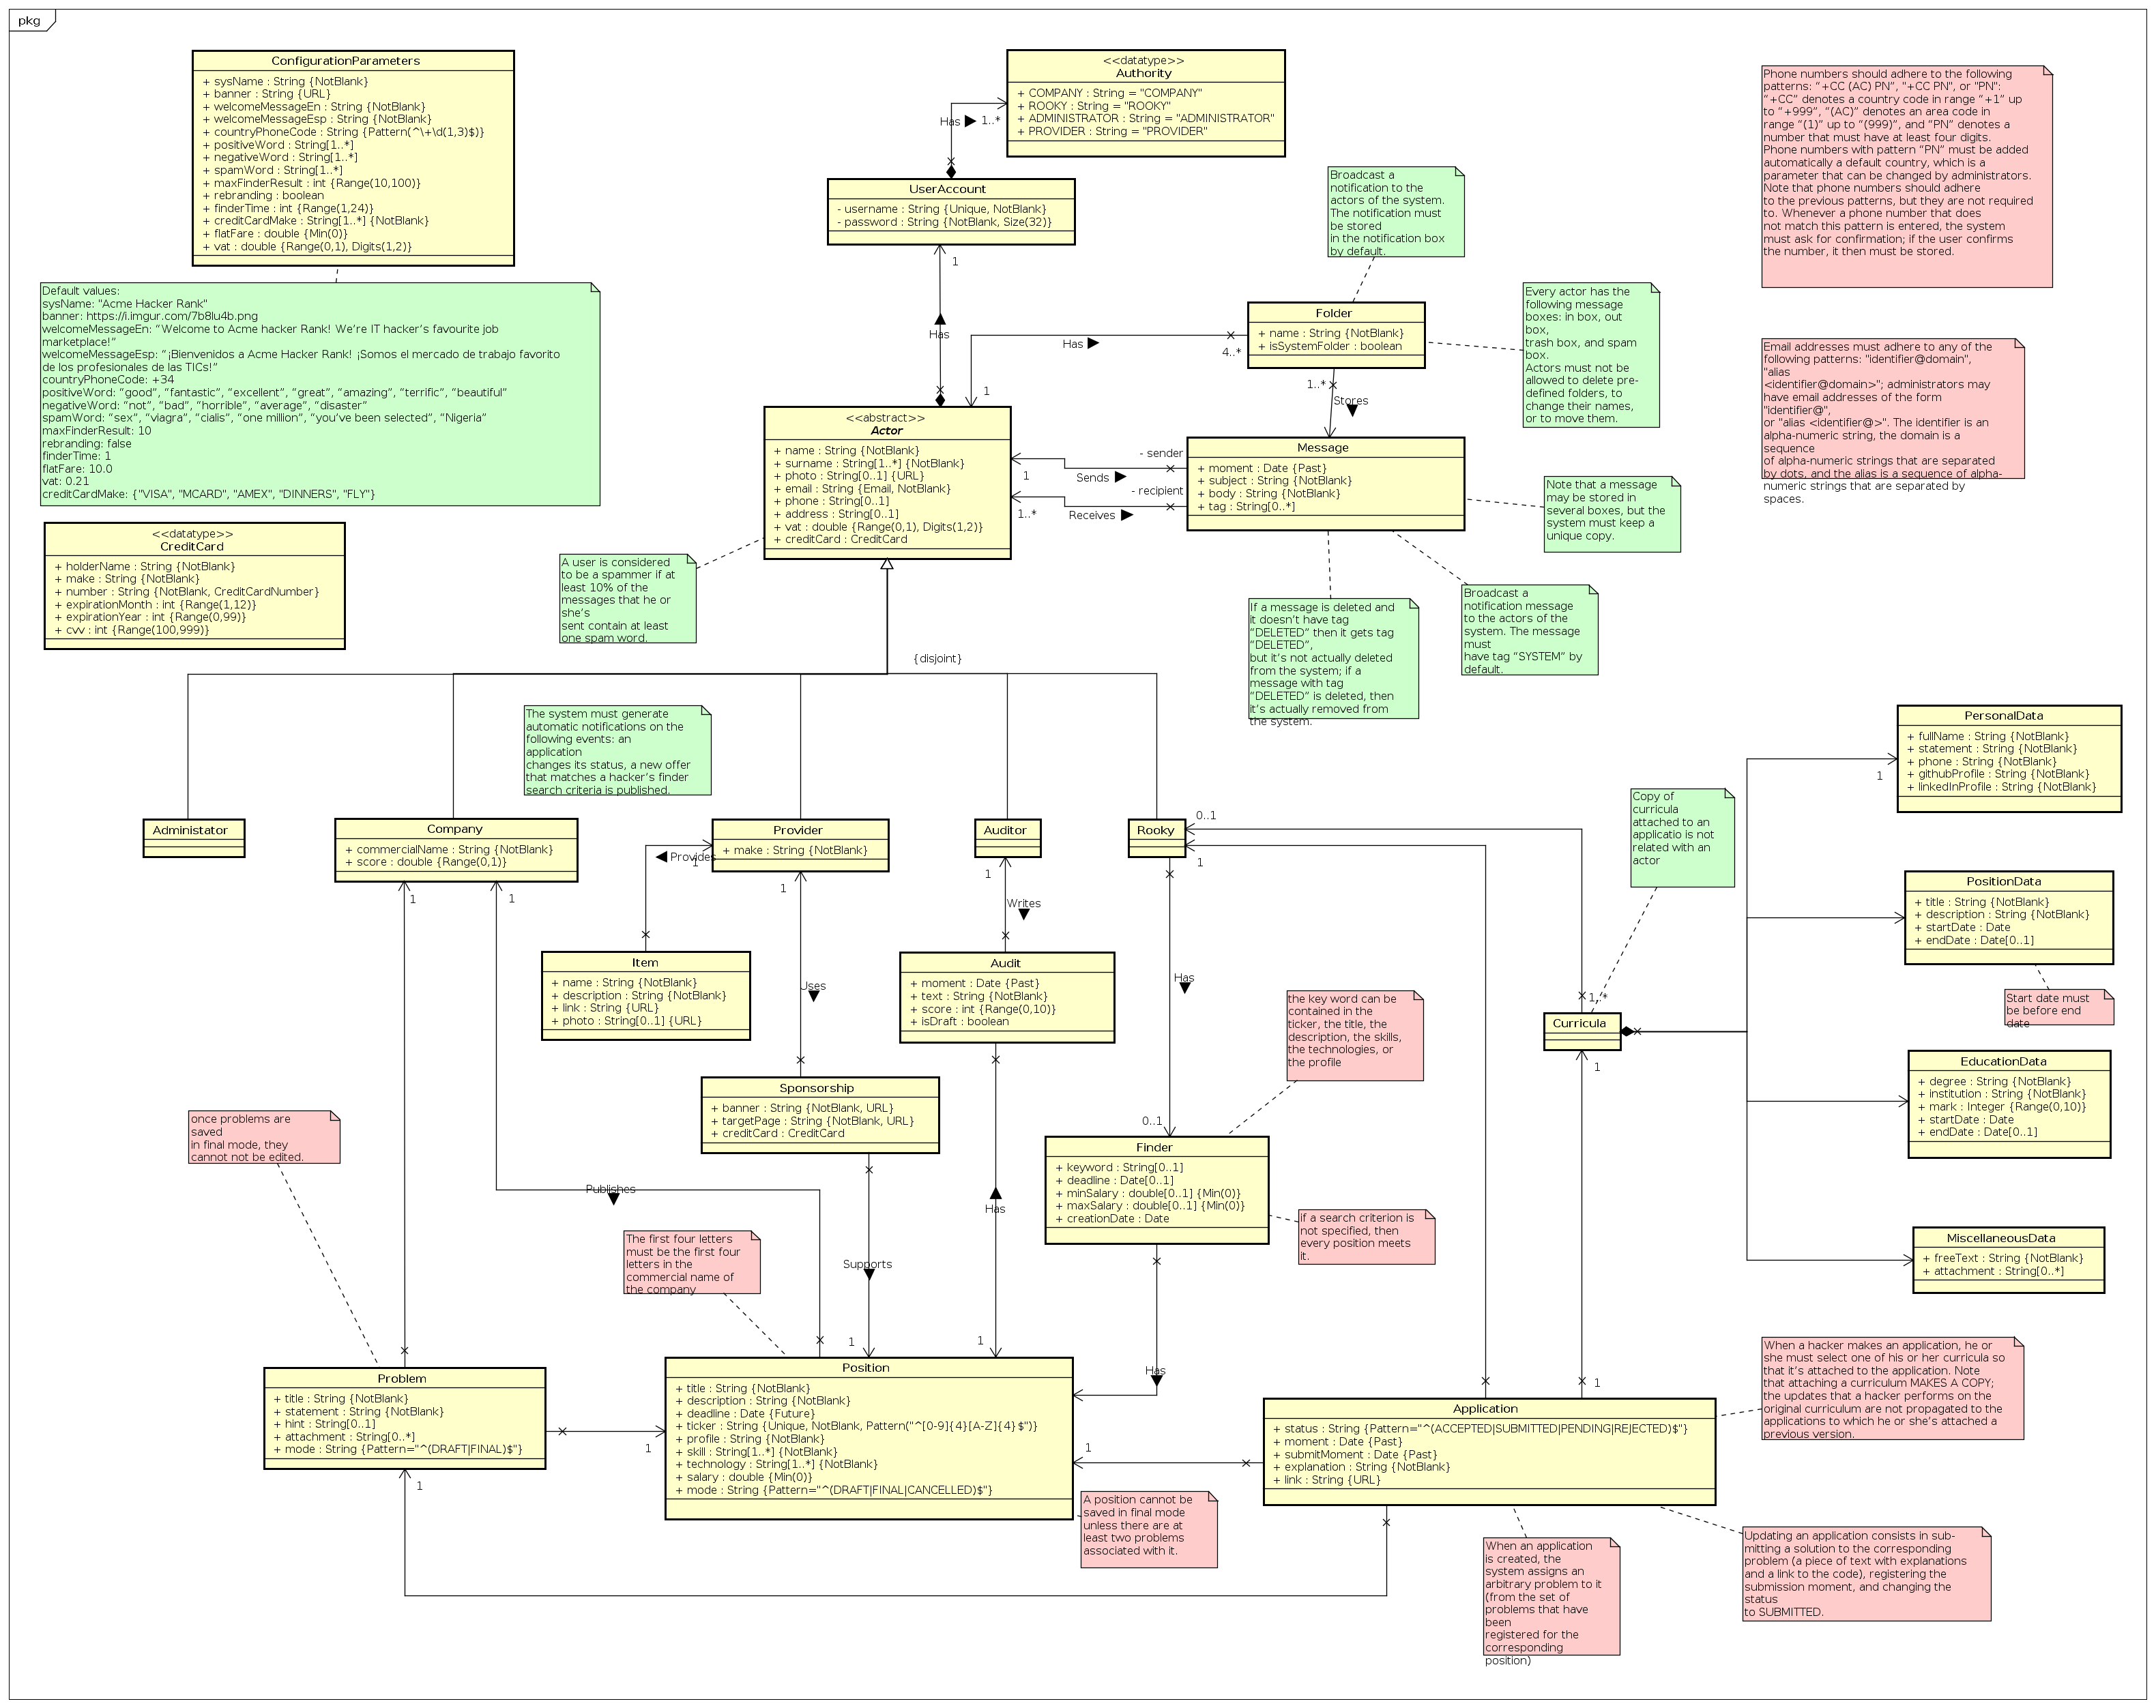 pkg
ConfigurationParameters
+ sysName : String {NotBlank}
+ banner : String {URL}
+ welcomeMessageEn : String {NotBlank}
+ welcomeMessageEsp : String {NotBlank}
+ countryPhoneCode : String {Pattern(^\+\d(1,3)$)}
+ positiveWord : String[1..*]
+ negativeWord : String[1..*]
+ spamWord : String[1..*]
+ maxFinderResult : int {Range(10,100)}
+ rebranding : boolean
+ finderTime : int {Range(1,24)}
+ creditCardMake : String[1..*] {NotBlank}
+ flatFare : double {Min(0)}
+ vat : double {Range(0,1), Digits(1,2)}
Default values:
sysName: "Acme Hacker Rank"
banner: https://i.imgur.com/7b8lu4b.png
welcomeMessageEn: “Welcome to Acme hacker Rank! We’re IT hacker’s favourite job
marketplace!”
welcomeMessageEsp: “¡Bienvenidos a Acme Hacker Rank! ¡Somos el mercado de trabajo favorito
de los profesionales de las TICs!”
countryPhoneCode: +34
positiveWord: “good”, “fantastic”, “excellent”, “great”, “amazing”, “terrific”, “beautiful”
negativeWord: “not”, “bad”, “horrible”, “average”, “disaster”
spamWord: “sex”, “viagra”, “cialis”, “one million”, “you’ve been selected”, “Nigeria”
maxFinderResult: 10
rebranding: false
finderTime: 1
flatFare: 10.0
vat: 0.21
creditCardMake: {"VISA", "MCARD", "AMEX", "DINNERS", "FLY"}
<<datatype>>
CreditCard
+ holderName : String {NotBlank}
+ make : String {NotBlank}
+ number : String {NotBlank, CreditCardNumber}
+ expirationMonth : int {Range(1,12)}
+ expirationYear : int {Range(0,99)}
+ cvv : int {Range(100,999)}
<<datatype>>
Authority
+ COMPANY : String = "COMPANY"
+ ROOKY : String = "ROOKY"
+ ADMINISTRATOR : String = "ADMINISTRATOR"
+ PROVIDER : String = "PROVIDER"
Has
1..*
UserAccount
- username : String {Unique, NotBlank}
- password : String {NotBlank, Size(32)}
1
Has
<<abstract>>
Actor
+ name : String {NotBlank}
+ surname : String[1..*] {NotBlank}
+ photo : String[0..1] {URL}
+ email : String {Email, NotBlank}
+ phone : String[0..1]
+ address : String[0..1]
+ vat : double {Range(0,1), Digits(1,2)}
+ creditCard : CreditCard
A user is considered
to be a spammer if at
least 10% of the
messages that he or
she’s
sent contain at least
one spam word.
{disjoint}
Broadcast a
notification to the
actors of the system.
The notification must
be stored
in the notification box
by default.
Folder
+ name : String {NotBlank}
+ isSystemFolder : boolean
Has
4..*
1
1..*
Stores
Every actor has the
following message
boxes: in box, out
box,
trash box, and spam
box.
Actors must not be
allowed to delete pre-
defined folders, to
change their names,
or to move them.
Message
+ moment : Date {Past}
+ subject : String {NotBlank}
+ body : String {NotBlank}
+ tag : String[0..*]
- sender
1
Sends
- recipient
1..*
Receives
Note that a message
may be stored in
several boxes, but the
system must keep a
unique copy.
If a message is deleted and
it doesn’t have tag
“DELETED” then it gets tag
“DELETED”,
but it’s not actually deleted
from the system; if a
message with tag
“DELETED” is deleted, then
it’s actually removed from
the system.
Broadcast a
notification message
to the actors of the
system. The message
must
have tag “SYSTEM” by
default.
Phone numbers should adhere to the following
patterns: “+CC (AC) PN”, "+CC PN", or "PN":
“+CC” denotes a country code in range “+1” up
to “+999”, “(AC)” denotes an area code in
range “(1)” up to “(999)”, and “PN” denotes a
number that must have at least four digits.
Phone numbers with pattern “PN” must be added
automatically a default country, which is a
parameter that can be changed by administrators.
Note that phone numbers should adhere
to the previous patterns, but they are not required
to. Whenever a phone number that does
not match this pattern is entered, the system
must ask for confirmation; if the user confirms
the number, it then must be stored.
Email addresses must adhere to any of the
following patterns: "identifier@domain",
"alias
<identifier@domain>"; administrators may
have email addresses of the form
"identifier@",
or "alias <identifier@>". The identifier is an
alpha-numeric string, the domain is a
sequence
of alpha-numeric strings that are separated
by dots, and the alias is a sequence of alpha-
numeric strings that are separated by
spaces.
The system must generate
automatic notifications on the
following events: an
application
changes its status, a new offer
that matches a hacker’s finder
search criteria is published.
Administator
Company
+ commercialName : String {NotBlank}
+ score : double {Range(0,1)}
1
1
Provider
+ make : String {NotBlank}
Provides
1
1
Auditor
1
Writes
Rooky
0..1
1
Has
0..1
Item
+ name : String {NotBlank}
+ description : String {NotBlank}
+ link : String {URL}
+ photo : String[0..1] {URL}
Uses
Audit
+ moment : Date {Past}
+ text : String {NotBlank}
+ score : int {Range(0,10)}
+ isDraft : boolean
Sponsorship
+ banner : String {NotBlank, URL}
+ targetPage : String {NotBlank, URL}
+ creditCard : CreditCard
the key word can be
contained in the
ticker, the title, the
description, the skills,
the technologies, or
the profile
Finder
+ keyword : String[0..1]
+ deadline : Date[0..1]
+ minSalary : double[0..1] {Min(0)}
+ maxSalary : double[0..1] {Min(0)}
+ creationDate : Date
if a search criterion is
not specified, then
every position meets
it.
Copy of
curricula
attached to an
applicatio is not
related with an
actor
1..*
Curricula
1
1
PersonalData
+ fullName : String {NotBlank}
+ statement : String {NotBlank}
+ phone : String {NotBlank}
+ githubProfile : String {NotBlank}
+ linkedInProfile : String {NotBlank}
1
PositionData
+ title : String {NotBlank}
+ description : String {NotBlank}
+ startDate : Date
+ endDate : Date[0..1]
Start date must
be before end
date
EducationData
+ degree : String {NotBlank}
+ institution : String {NotBlank}
+ mark : Integer {Range(0,10)}
+ startDate : Date
+ endDate : Date[0..1]
MiscellaneousData
+ freeText : String {NotBlank}
+ attachment : String[0..*]
once problems are
saved
in final mode, they
cannot not be edited.
Publishes
The first four letters
must be the first four
letters in the
commercial name of
the company
Supports
1
Has
1
Has
Problem
+ title : String {NotBlank}
+ statement : String {NotBlank}
+ hint : String[0..1]
+ attachment : String[0..*]
+ mode : String {Pattern="^(DRAFT|FINAL)$"}
1
1
Position
+ title : String {NotBlank}
+ description : String {NotBlank}
+ deadline : Date {Future}
+ ticker : String {Unique, NotBlank, Pattern("^[0-9]{4}[A-Z]{4}$")}
+ profile : String {NotBlank}
+ skill : String[1..*] {NotBlank}
+ technology : String[1..*] {NotBlank}
+ salary : double {Min(0)}
+ mode : String {Pattern="^(DRAFT|FINAL|CANCELLED)$"}
A position cannot be
saved in final mode
unless there are at
least two problems
associated with it.
1
Application
+ status : String {Pattern="^(ACCEPTED|SUBMITTED|PENDING|REJECTED)$"}
+ moment : Date {Past}
+ submitMoment : Date {Past}
+ explanation : String {NotBlank}
+ link : String {URL}
When a hacker makes an application, he or
she must select one of his or her curricula so
that it’s attached to the application. Note
that attaching a curriculum MAKES A COPY;
the updates that a hacker performs on the
original curriculum are not propagated to the
applications to which he or she’s attached a
previous version.
When an application
is created, the
system assigns an
arbitrary problem to it
(from the set of
problems that have
been
registered for the
corresponding
position)
Updating an application consists in sub-
mitting a solution to the corresponding
problem (a piece of text with explanations
and a link to the code), registering the
submission moment, and changing the
status
to SUBMITTED.